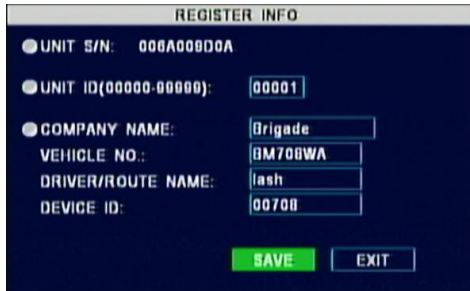 REGISTER INFO
UNIT S/N: 006A009D0A
UNIT ID(00000-99999): 00001
COMPANY NAME: Brigade
VEHICLE NO.: BM708WA
DRIVER/ROUTE NAME: lash
DEVICE ID: 00708
SAVE EXIT